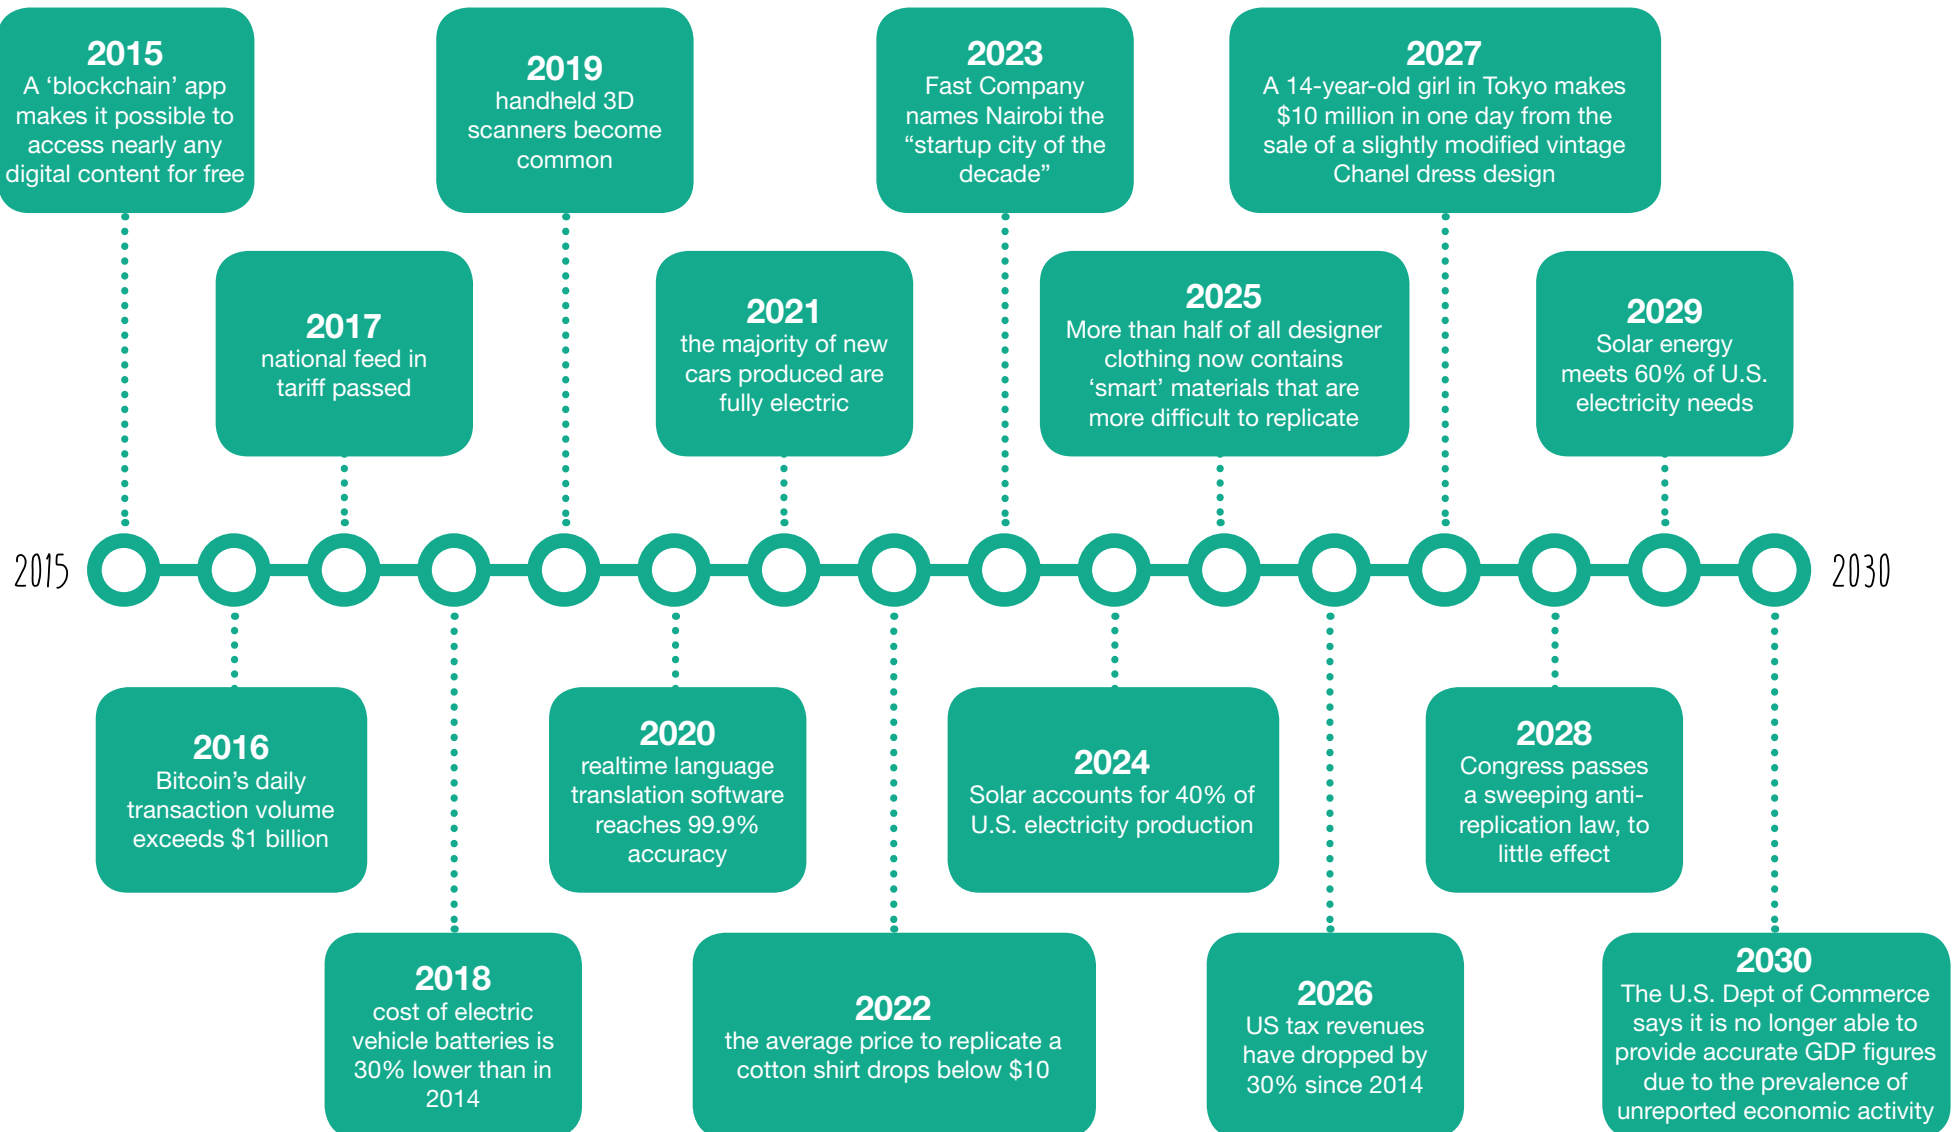 2015
A ‘blockchain’ app
makes it possible to
access nearly any
digital content for free
2019
handheld 3D
scanners become
common
2023
Fast Company
names Nairobi the
“startup city of the
decade”
2027
A 14-year-old girl in Tokyo makes
$10 million in one day from the
sale of a slightly modified vintage
Chanel dress design
2017
national feed in
tariff passed
2021
the majority of new
cars produced are
fully electric
2025
More than half of all designer
clothing now contains
‘smart’ materials that are
more difficult to replicate
2029
Solar energy
meets 60% of U.S.
electricity needs
2015
2030
2016
Bitcoin’s daily
transaction volume
exceeds $1 billion
2020
realtime language
translation software
reaches 99.9%
accuracy
2024
Solar accounts for 40% of
U.S. electricity production
2028
Congress passes
a sweeping anti-
replication law, to
little effect
2018
cost of electric
vehicle batteries is
30% lower than in
2014
2022
the average price to replicate a
cotton shirt drops below $10
2026
US tax revenues
have dropped by
30% since 2014
2030
The U.S. Dept of Commerce
says it is no longer able to
provide accurate GDP figures
due to the prevalence of
unreported economic activity